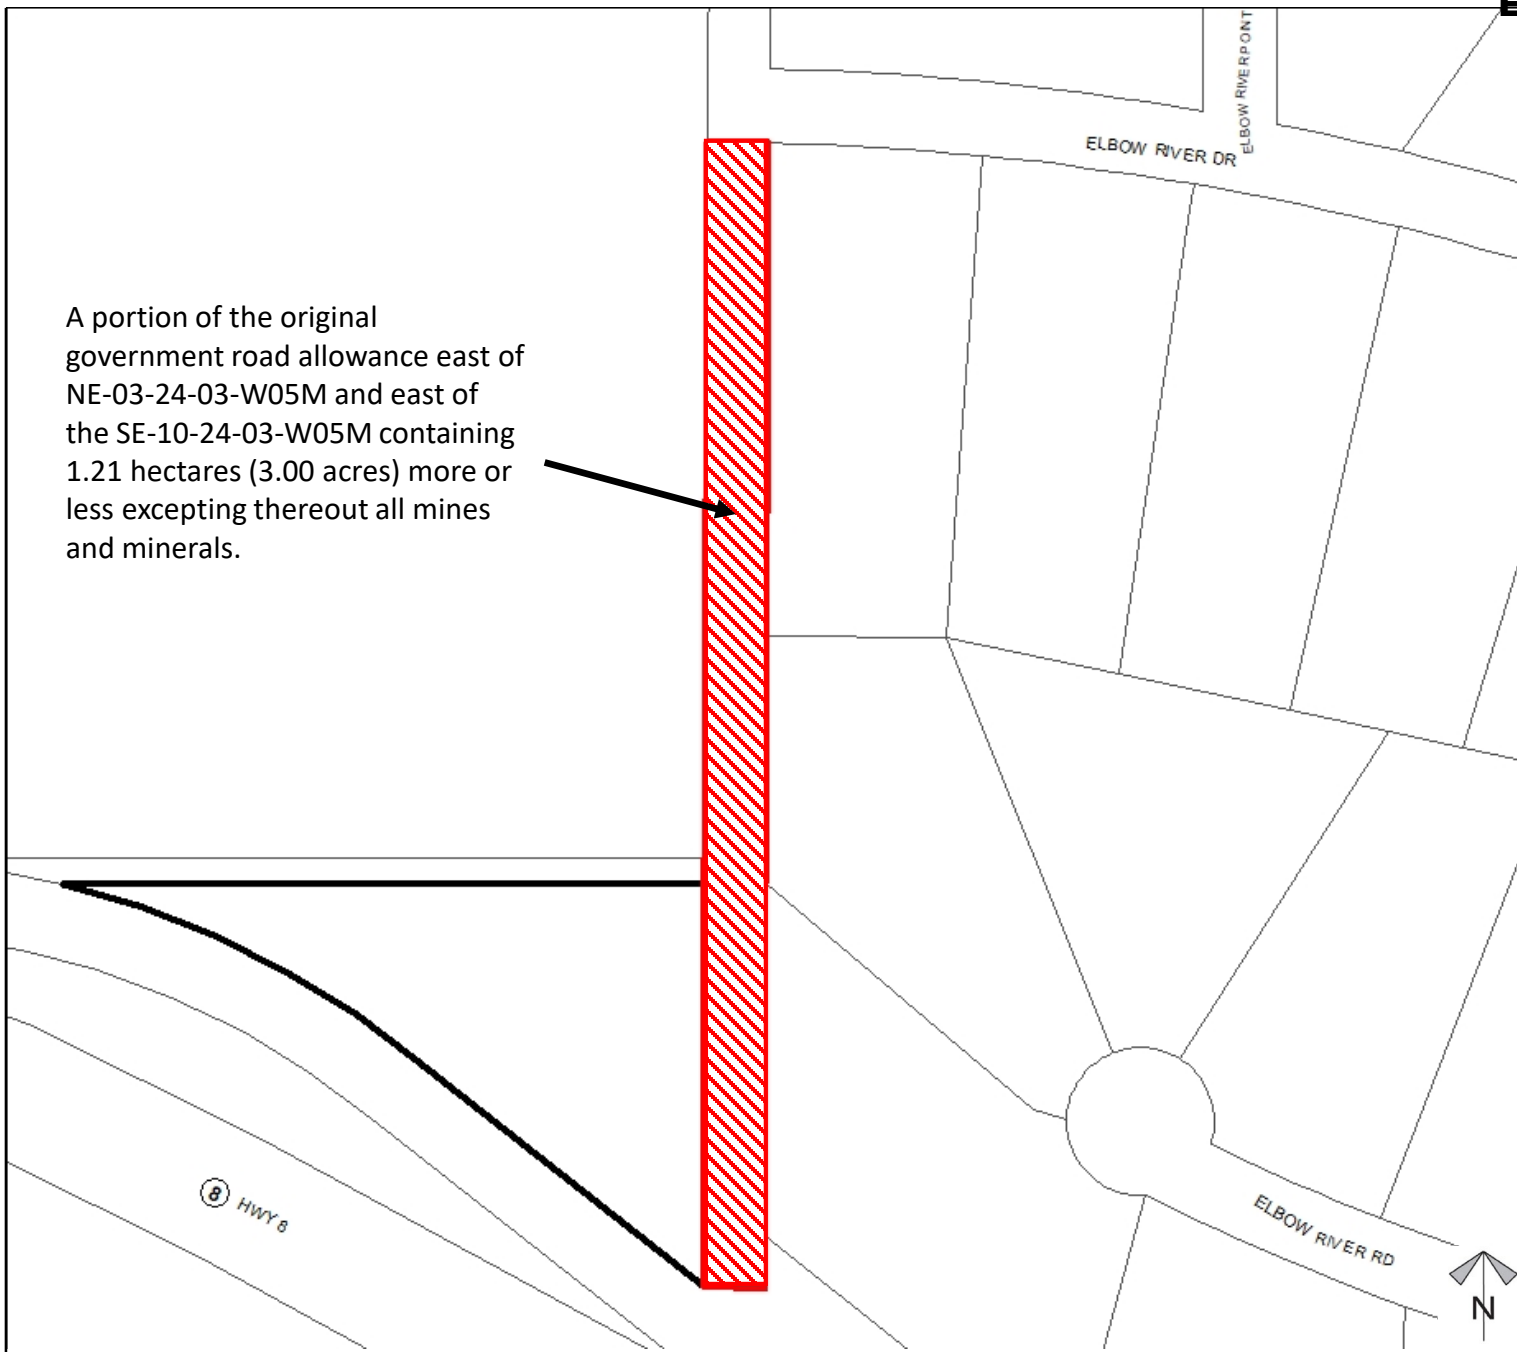 ELBOW RIVERPONT
ELBOW RIVER DR
A portion of the original
government road allowance east of
NE-03-24-03-W05M and east of
the SE-10-24-03-W05M containing
1.21 hectares (3.00 acres) more or
less excepting thereout all mines
and minerals.
8 HWY 8
ELBOW RIVER RD
N